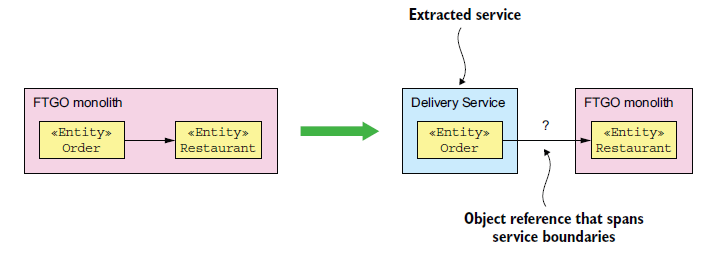 Extracted service
FTGO monolith
«Entity»
Order
«Entity»
Restaurant
Delivery Service
«Entity»
Order
?
FTGO monolith
«Entity»
Restaurant
Object reference that spans
service boundaries